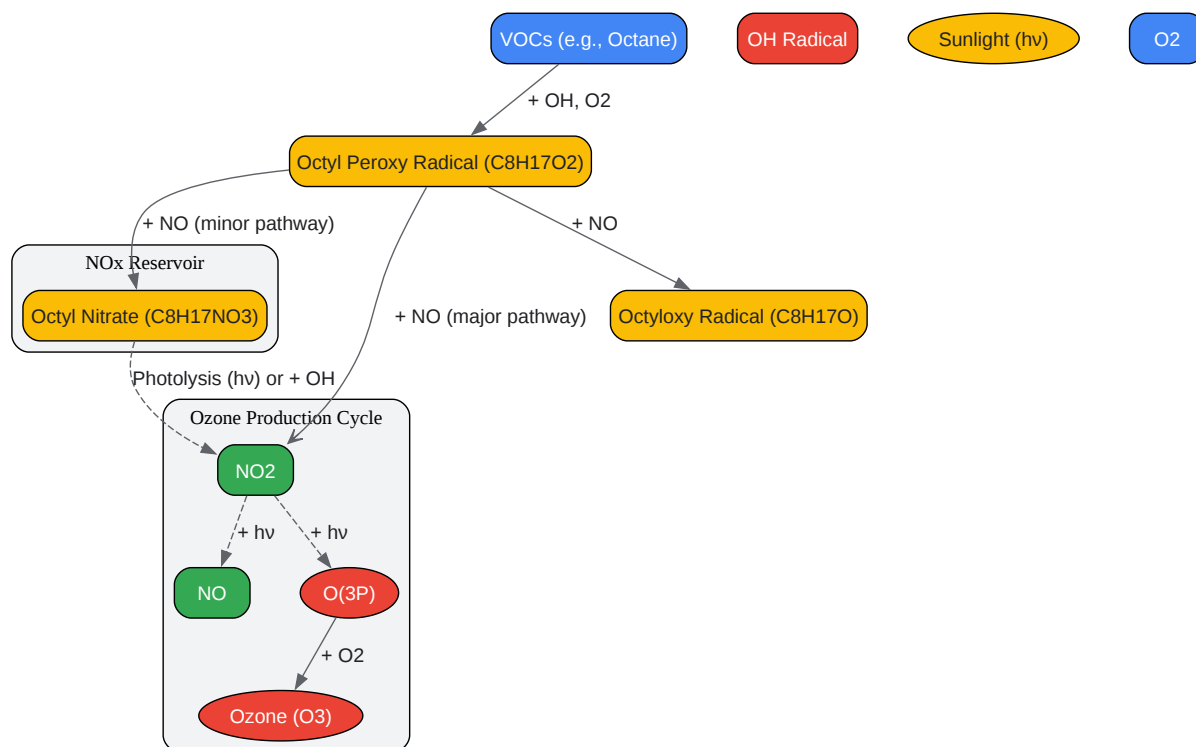 VOCs (e.g., Octane)
OH Radical
Sunlight (hν)
O2
+ OH, O2
Octyl Peroxy Radical (C8H17O2)
+ NO (minor pathway)
+ NO
NOx Reservoir
Octyl Nitrate (C8H17NO3)
+ NO (major pathway)
Octyloxy Radical (C8H17O)
Photolysis (hν) or + OH
Ozone Production Cycle
NO2
+ hν
+ hν
NO
O(3P)
+ O2
Ozone (O3)